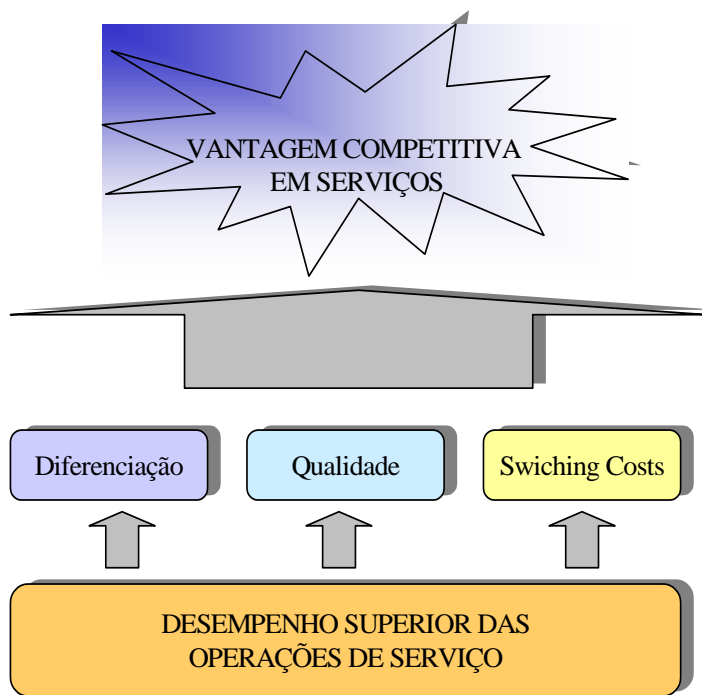 VANTAGEM COMPETITIVA
EM SERVIÇOS
Diferenciação
Qualidade
Swiching Costs
DESEMPENHO SUPERIOR DAS
OPERAÇÕES DE SERVIÇO